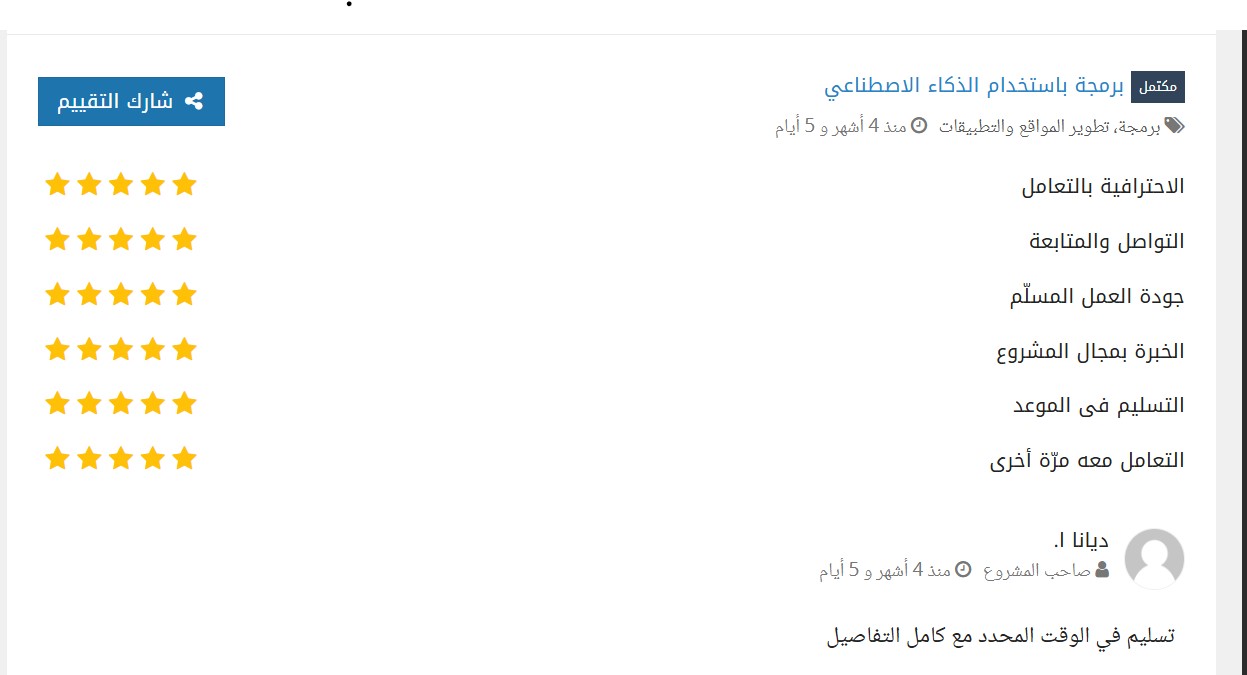 مكتمل برمجة باستخدام الذكاء الاصطناعي
شارك التقييم
برمجة، تطوير المواقع والتطبيقات منذ 4 أشهر و 5 أيام
الاحترافية بالتعامل
التواصل والمتابعة
جودة العمل المسلّم
الخبرة بمجال المشروع
التسليم فى الموعد
التعامل معه مرّة أخرى
ديانا ا.
صاحب المشروع منذ 4 أشهر و 5 أيام
تسليم في الوقت المحدد مع كامل التفاصيل